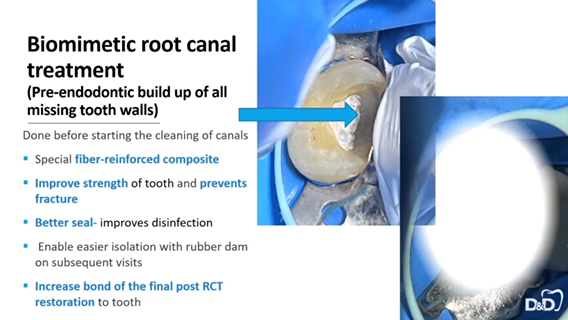 Biomimetic root canal
treatment
(Pre-endodontic build up of all
missing tooth walls)
Done before starting the cleaning of canals
▪ Special fiber-reinforced composite
▪ Improve strength of tooth and prevents
fracture
▪ Better seal- improves disinfection
▪ Enable easier isolation with rubber dam
on subsequent visits
▪ Increase bond of the final post RCT
restoration to tooth
D&D